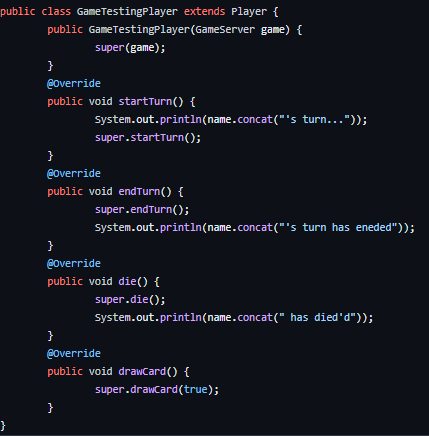 public class GameTestingPlayer extends Player {
public GameTestingPlayer(GameServer game) {
super(game);
}
@Override
public void startTurn() {
System.out.println(name.concat("'s turn..."));
super.startTurn();
}
@Override
public void endTurn() {
super.endTurn();
System.out.println(name.concat("'s turn has eneded"));
}
@Override
public void die() {
super.die();
System.out.println(name.concat(" has died'd"));
}
@Override
public void drawCard() {
super.drawCard(true);
}
}